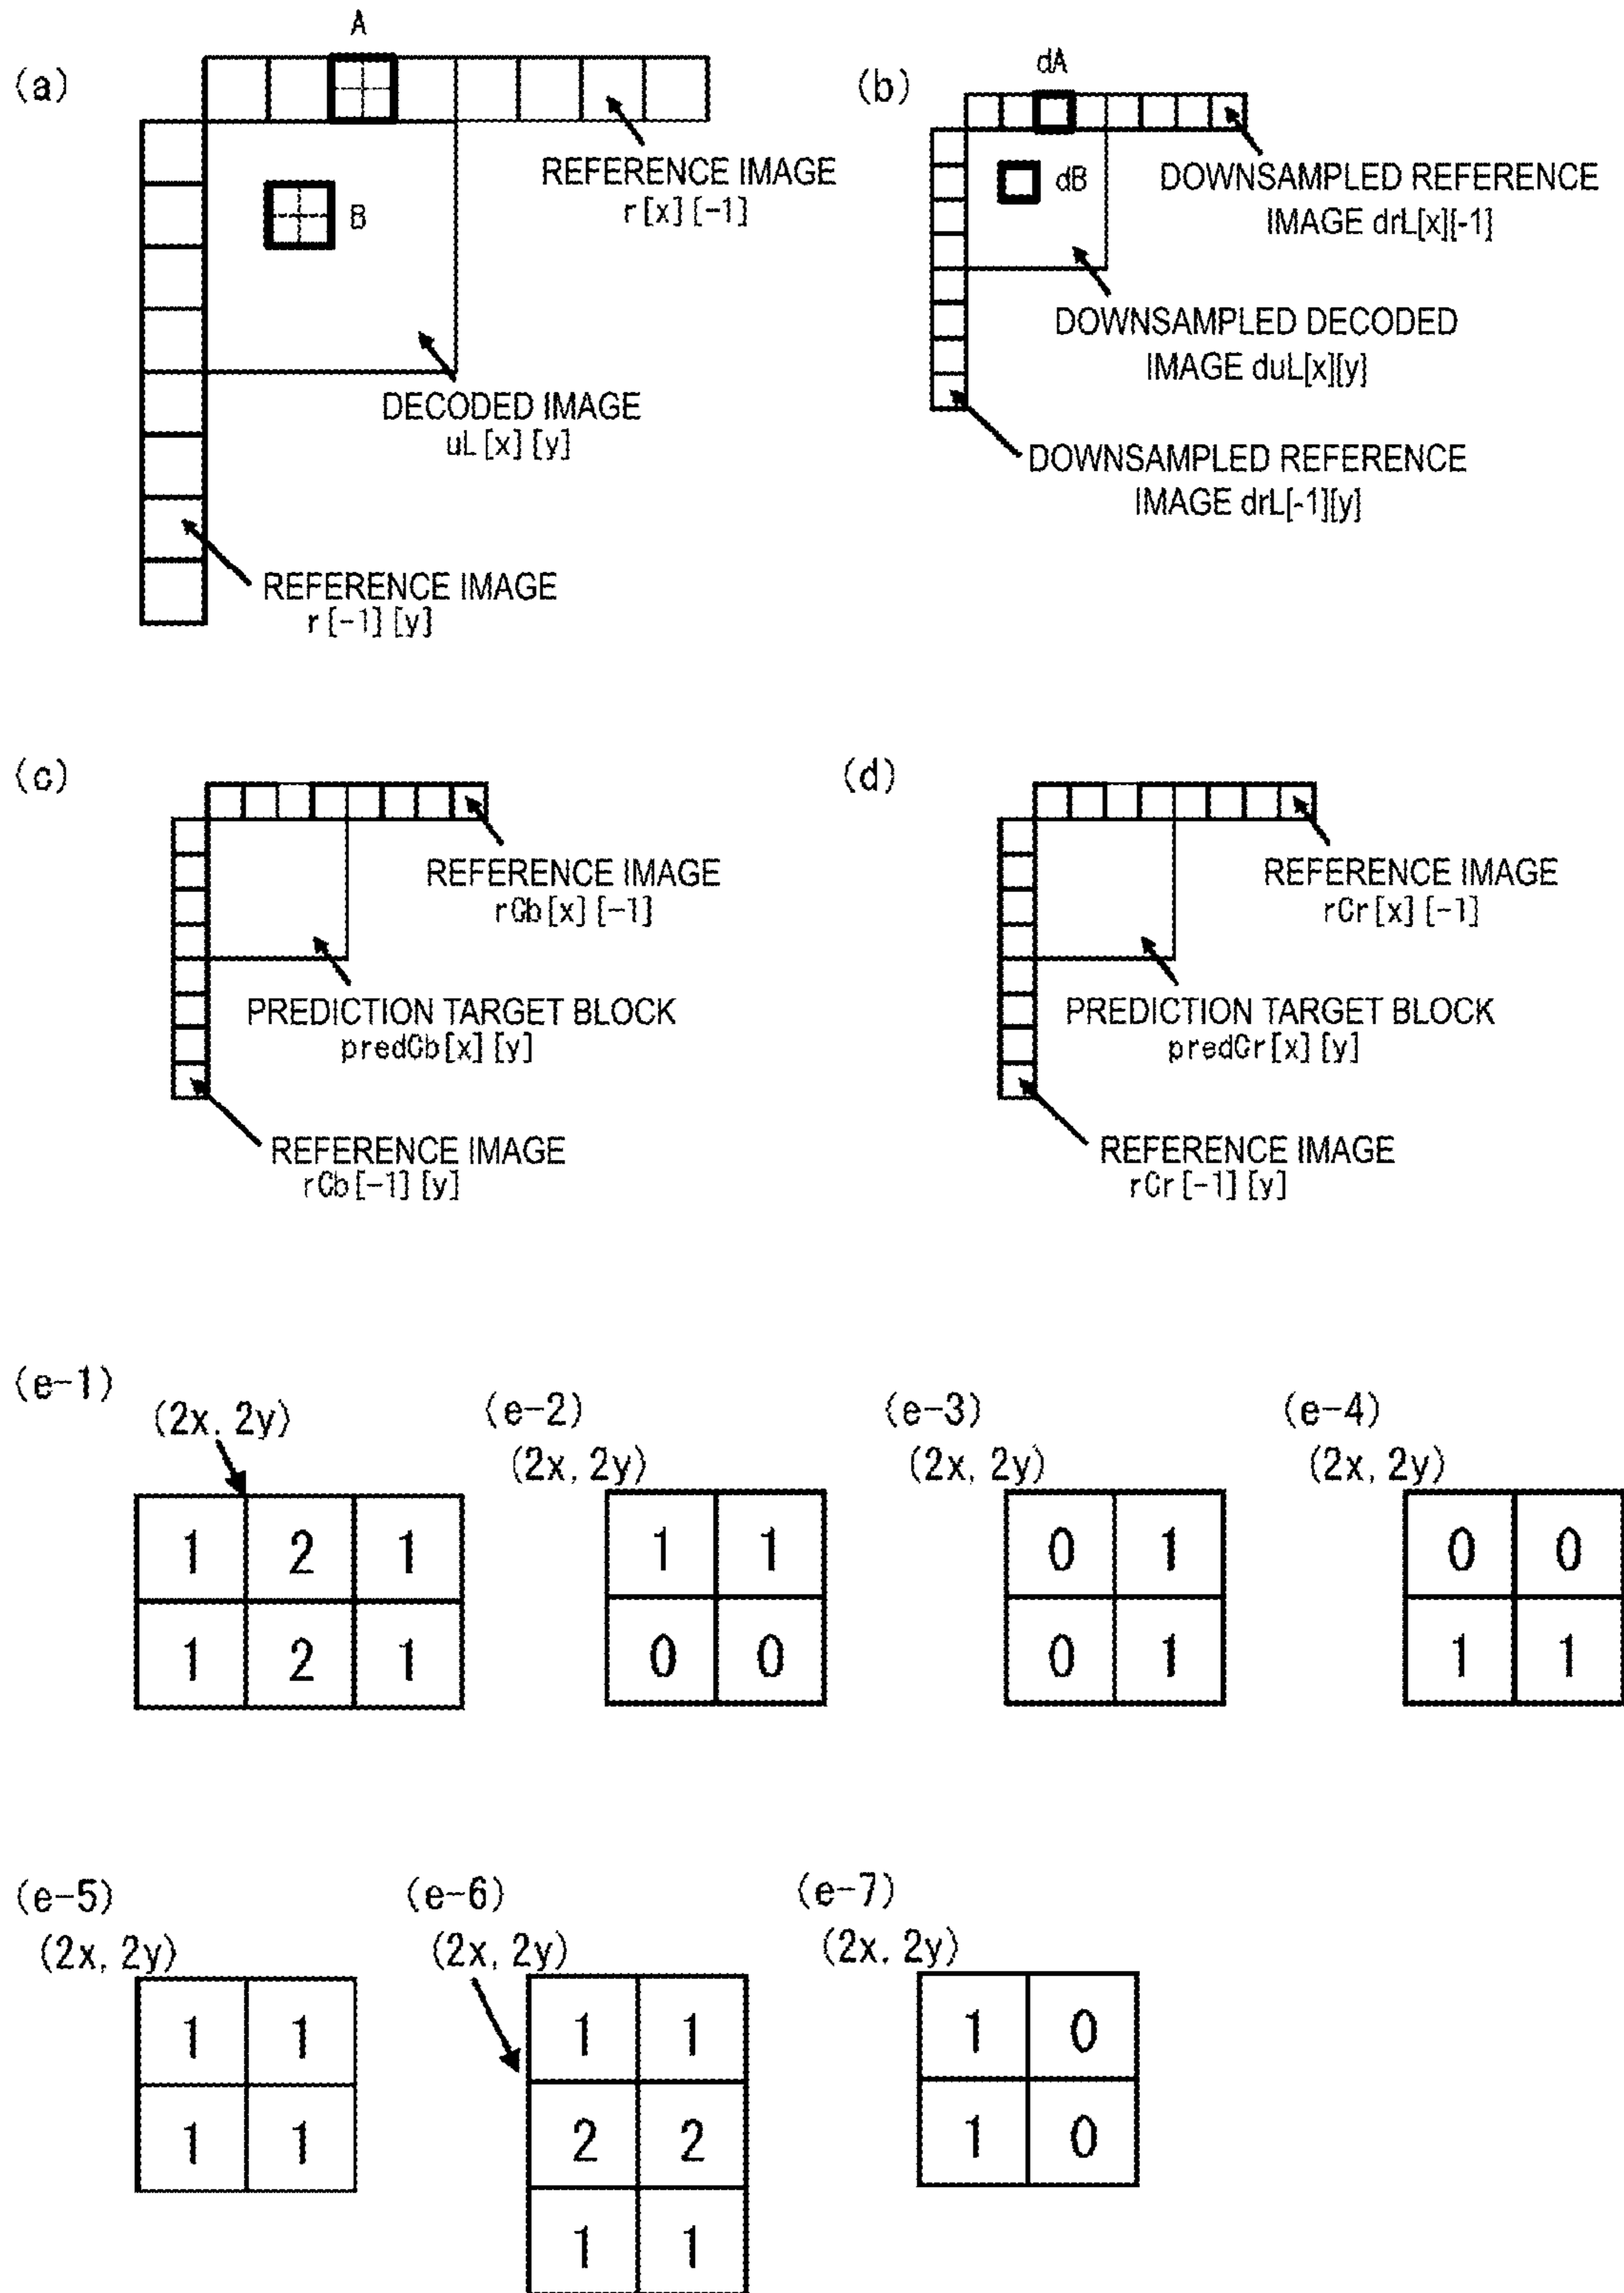 (a)
A
B
REFERENCE IMAGE
r[x][-1]
DECODED IMAGE
uL[x][y]
REFERENCE IMAGE
r[-1][y]
(b)
dA
dB
DOWNSAMPLED REFERENCE
IMAGE drL[x][-1]
DOWNSAMPLED DECODED
IMAGE duL[x][y]
DOWNSAMPLED REFERENCE
IMAGE drL[-1][y]
(c)
REFERENCE IMAGE
rCb[x][-1]
PREDICTION TARGET BLOCK
predCb[x][y]
REFERENCE IMAGE
rCb[-1][y]
(d)
REFERENCE IMAGE
rCr[x][-1]
PREDICTION TARGET BLOCK
predCr[x][y]
REFERENCE IMAGE
rCr[-1][y]
(e-1)
(2x, 2y)
1 2 1
1 2 1
(e-2)
(2x, 2y)
1 1
0 0
(e-3)
(2x, 2y)
0 1
0 1
(e-4)
(2x, 2y)
0 0
1 1
(e-5)
(2x, 2y)
1 1
1 1
(e-6)
(2x, 2y)
1 1
2 2
1 1
(e-7)
(2x, 2y)
1 0
1 0